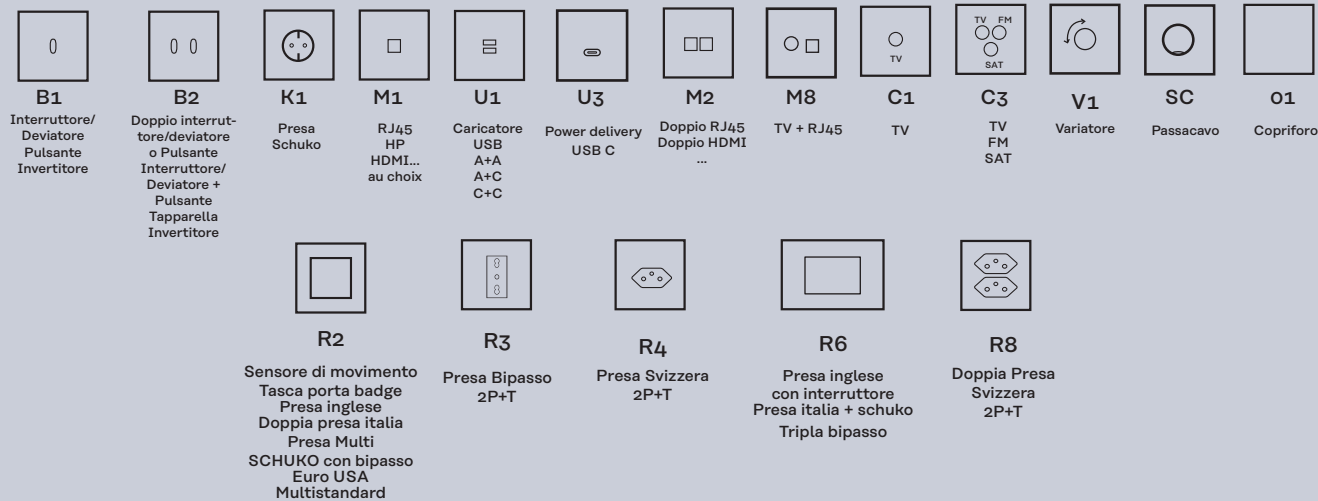 B1
Interruttore/
Deviatore
Pulsante
Invertitore
B2
Doppio interrut-
tore/deviatore
o Pulsante
Interruttore/
Deviatore +
Pulsante
Tapparella
Invertitore
K1
Presa
Schuko
M1
RJ45
HP
HDMI...
au choix
U1
Caricatore
USB
A+A
A+C
C+C
U3
Power delivery
USB C
M2
Doppio RJ45
Doppio HDMI
...
M8
TV + RJ45
TV
C1
TV
TV FM
SAT
C3
TV
FM
SAT
V1
Variatore
SC
Passacavo
01
Copriforo
R2
Sensore di movimento
Tasca porta badge
Presa inglese
Doppia presa italia
Presa Multi
SCHUKO con bipasso
Euro USA
Multistandard
R3
Presa Bipasso
2P+T
R4
Presa Svizzera
2P+T
R6
Presa inglese
con interruttore
Presa italia + schuko
Tripla bipasso
R8
Doppia Presa
Svizzera
2P+T